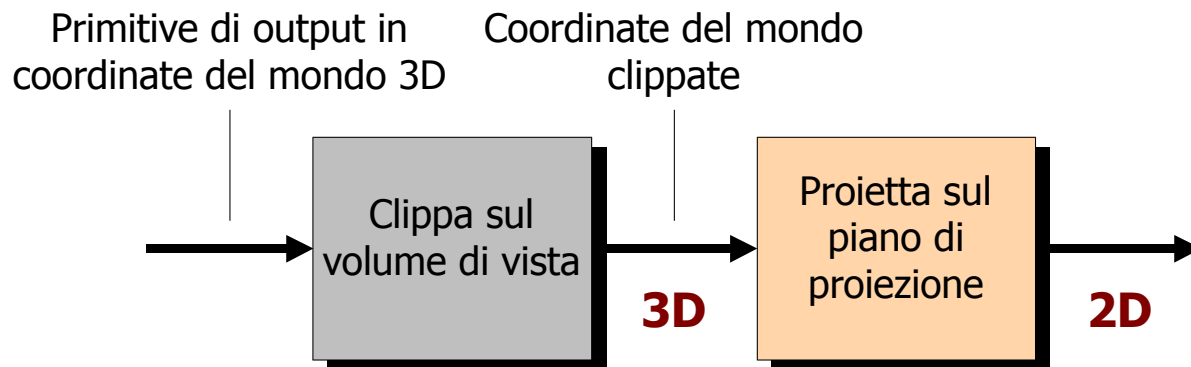 Primitive di output in
coordinate del mondo 3D
Coordinate del mondo
clippate
Clippa sul
volume di vista
3D
Proietta sul
piano di
proiezione
2D